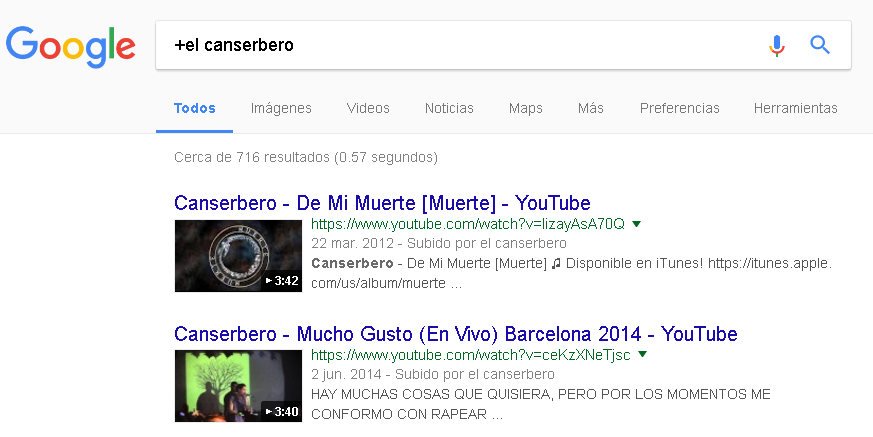 Google
+el canserbero
Todos Imágenes Videos Noticias Maps Más Preferencias Herramientas
Cerca de 716 resultados (0.57 segundos)
Canserbero - De Mi Muerte [Muerte] - YouTube
https://www.youtube.com/watch?v=lizayAsA70Q
22 mar. 2012 - Subido por el canserbero
Canserbero - De Mi Muerte [Muerte] ♫ Disponible en iTunes! https://itunes.apple.
com/us/album/muerte ...
3:42
Canserbero - Mucho Gusto (En Vivo) Barcelona 2014 - YouTube
https://www.youtube.com/watch?v=ceKzXNeTjsc
2 jun. 2014 - Subido por el canserbero
HAY MUCHAS COSAS QUE QUISIERA, PERO POR LOS MOMENTOS ME
CONFORMO CON RAPEAR ...
3:40